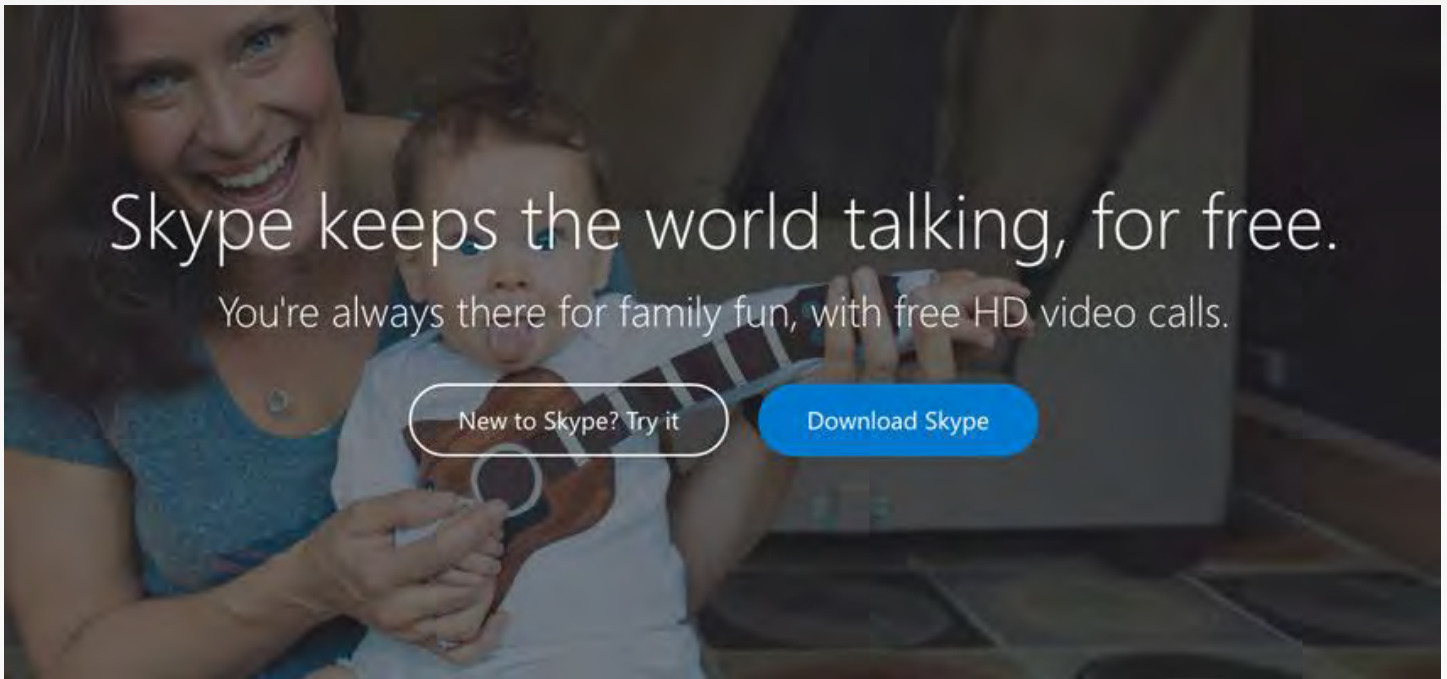 Skype keeps the world talking, for free.
You're always there for family fun, with free HD video calls.
New to Skype? Try it
Download Skype